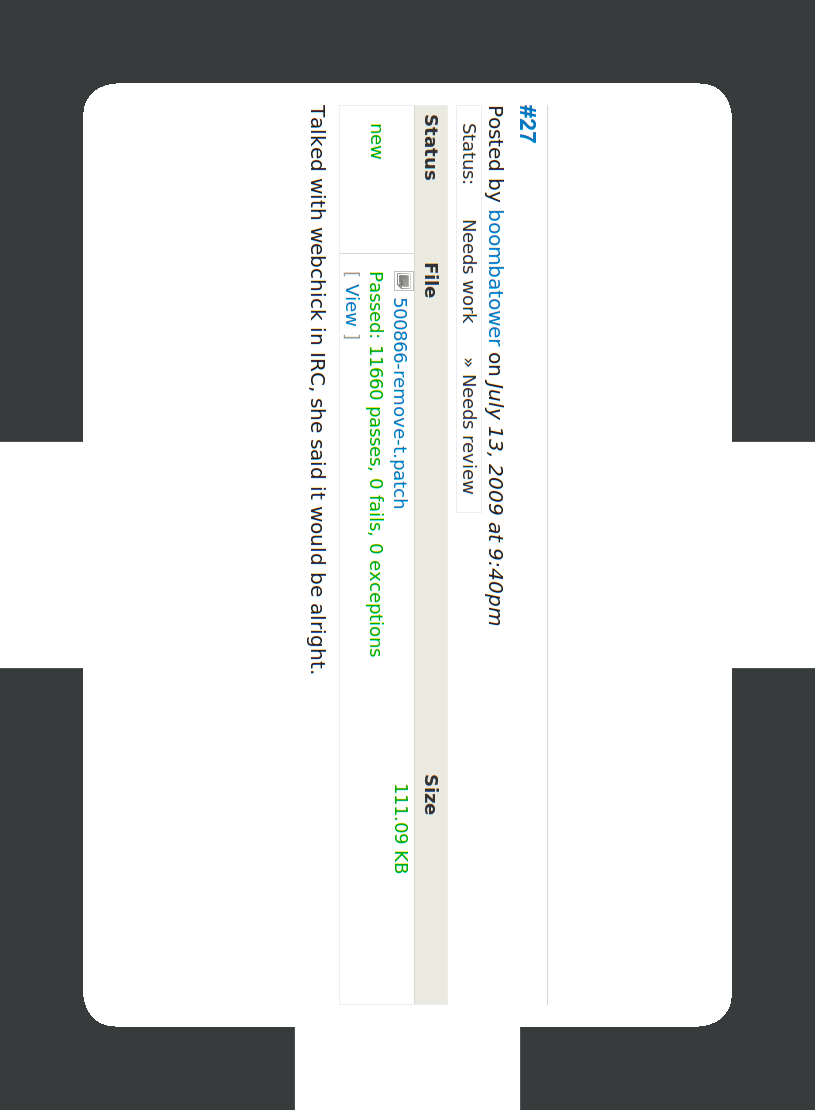 #27
Posted by boombatower on July 13, 2009 at 9:40pm
Status: Needs work » Needs review
Status File Size
new 500866-remove-t.patch 111.09 KB
Passed: 11660 passes, 0 fails, 0 exceptions
[ View ]
Talked with webchick in IRC, she said it would be alright.